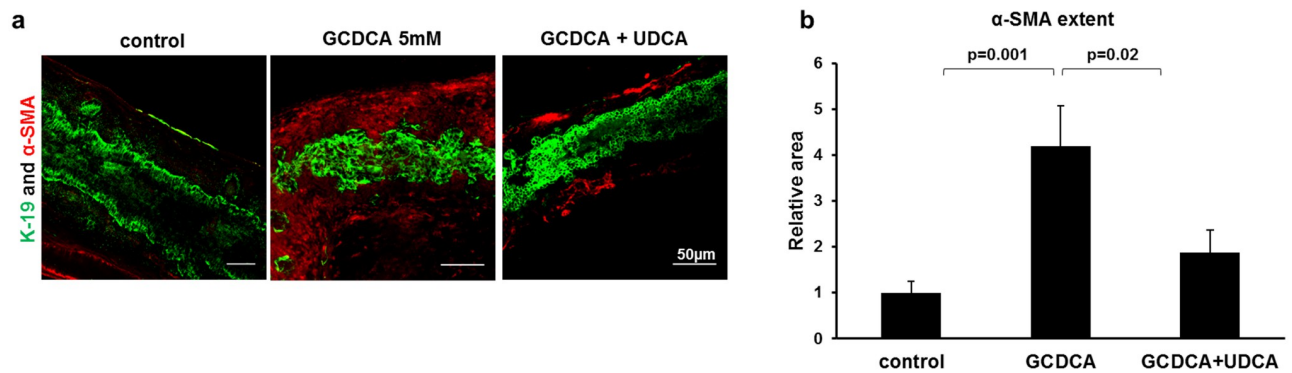 a
control
GCDCA 5mM
GCDCA + UDCA
K-19 and α-SMA
50μm
b
α-SMA extent
p=0.001
p=0.02
Relative area
6
5
4
3
2
1
0
control
GCDCA
GCDCA+UDCA